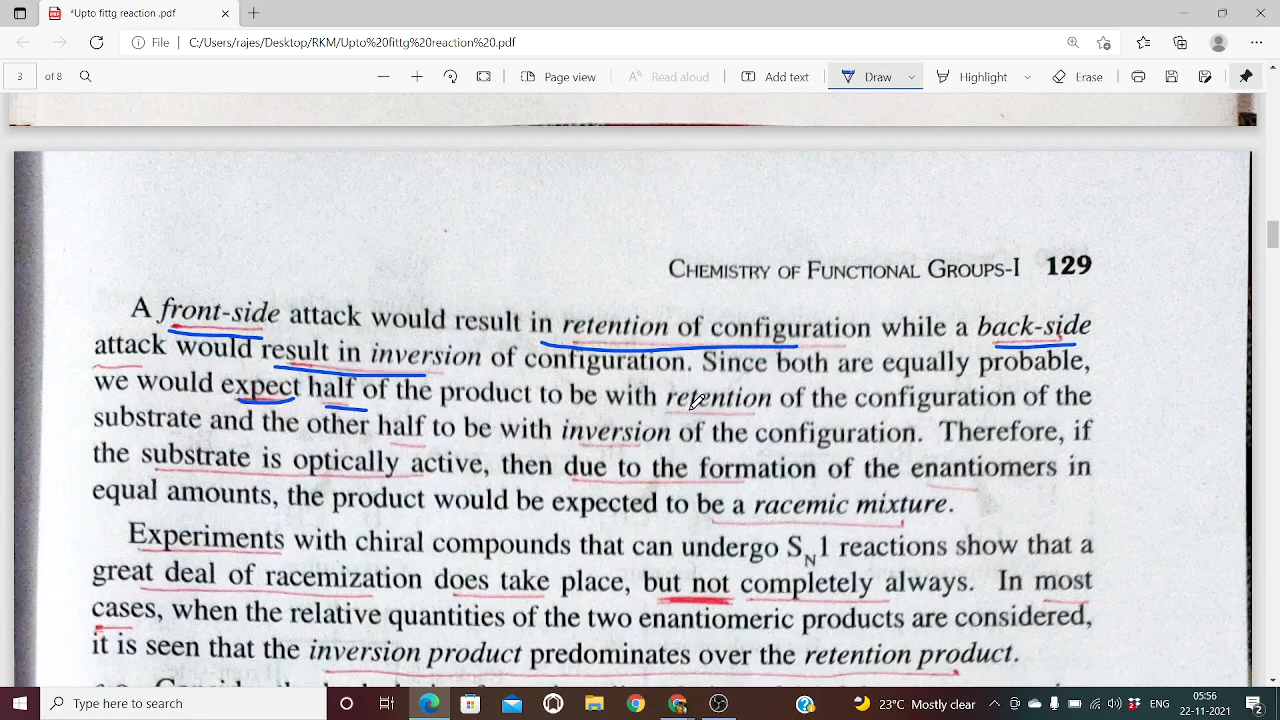 *Upto fittg reaction .pdf
File | C:/Users/rajes/Desktop/RKM/Upto%20fittg%20reaction%20.pdf
3 of 8 Page view Read aloud Add text Draw Highlight Erase
CHEMISTRY OF FUNCTIONAL GROUPS-I 129
A front-side attack would result in retention of configuration while a back-side
attack would result in inversion of configuration. Since both are equally probable,
we would expect half of the product to be with retention of the configuration of the
substrate and the other half to be with inversion of the configuration. Therefore, if
the substrate is optically active, then due to the formation of the enantiomers in
equal amounts, the product would be expected to be a racemic mixture.
Experiments with chiral compounds that can undergo SN1 reactions show that a
great deal of racemization does take place, but not completely always. In most
cases, when the relative quantities of the two enantiomeric products are considered,
it is seen that the inversion product predominates over the retention product.
Type here to search 23°C Mostly clear 05:56
22-11-2021